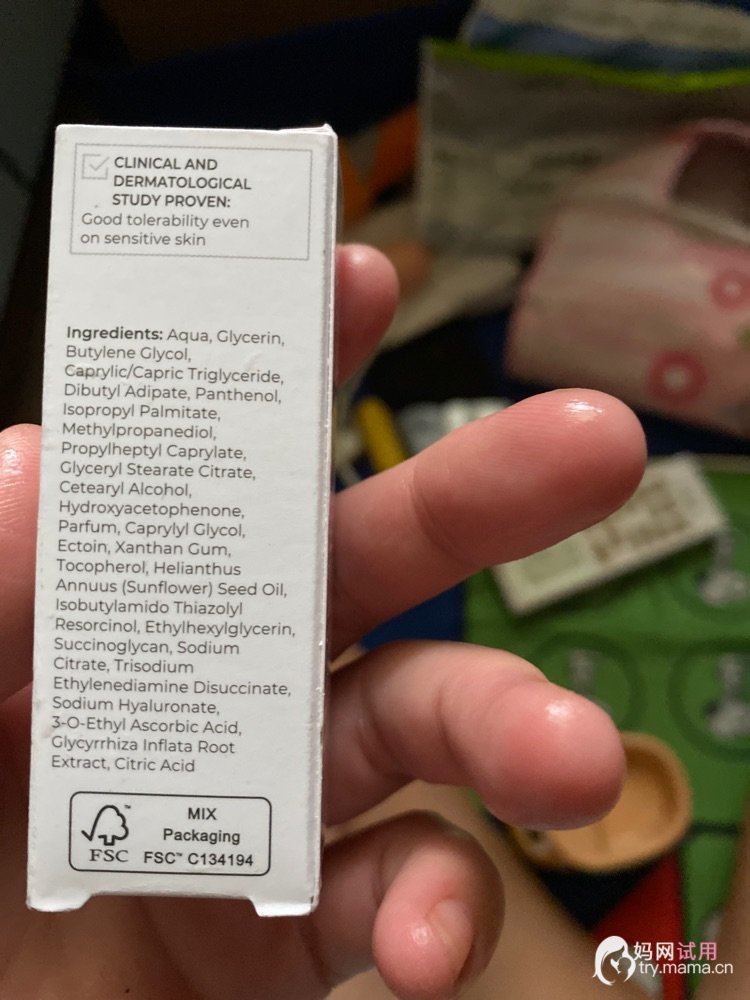 CLINICAL AND
DERMATOLOGICAL
STUDY PROVEN:
Good tolerability even
on sensitive skin
Ingredients: Aqua, Glycerin,
Butylene Glycol,
Caprylic/Capric Triglyceride,
Dibutyl Adipate, Panthenol,
Isopropyl Palmitate,
Methylpropanediol,
Propylheptyl Caprylate,
Glyceryl Stearate Citrate,
Cetearyl Alcohol,
Hydroxyacetophenone,
Parfum, Caprylyl Glycol,
Ectoin, Xanthan Gum,
Tocopherol, Helianthus
Annuus (Sunflower) Seed Oil,
Isobutylamido Thiazolyl
Resorcinol, Ethylhexylglycerin,
Succinoglycan, Sodium
Citrate, Trisodium
Ethylenediamine Disuccinate,
Sodium Hyaluronate,
3-O-Ethyl Ascorbic Acid,
Glycyrrhiza Inflata Root
Extract, Citric Acid
FSC™
MIX
Packaging
FSC™ C134194
妈网试用
try.mama.cn